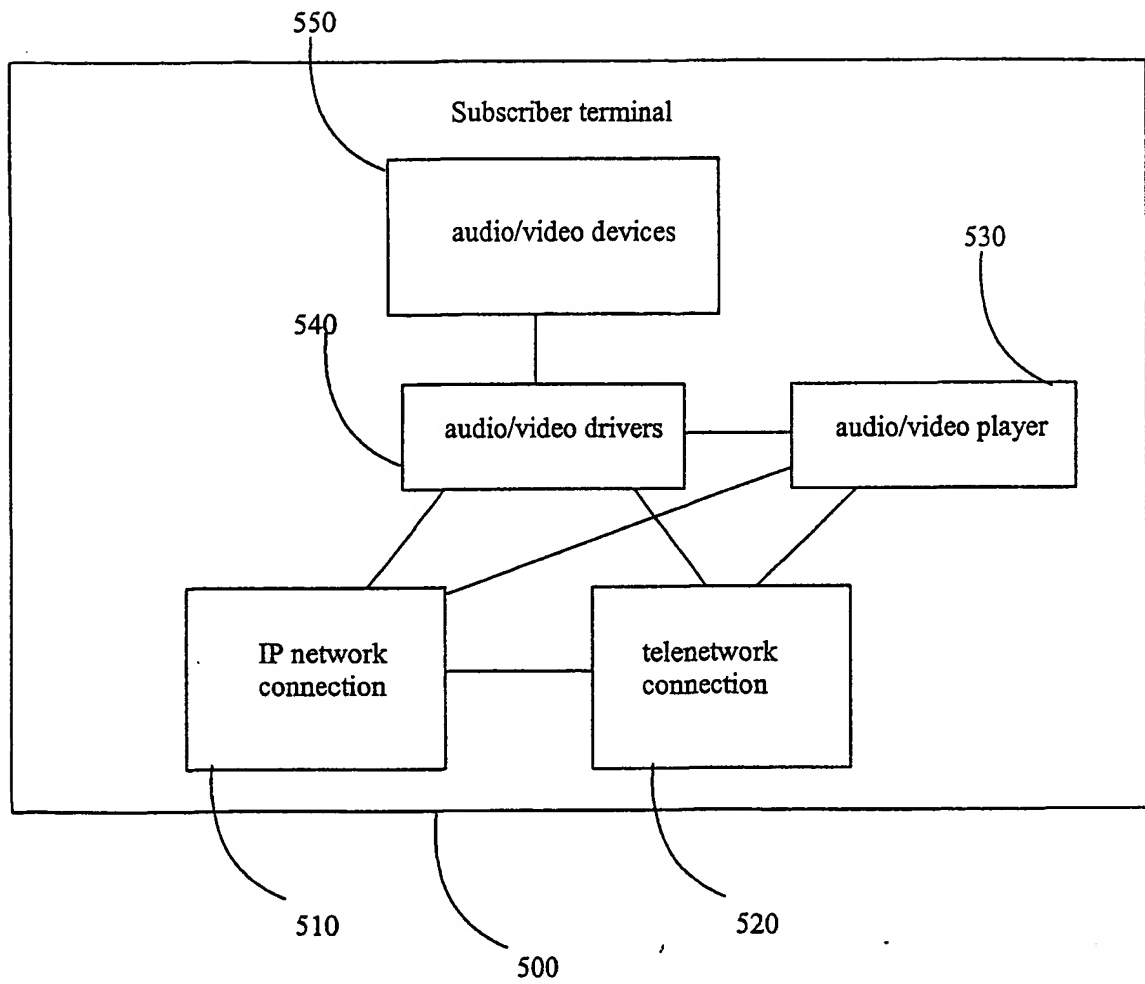 550
Subscriber terminal
audio/video devices
530
540
audio/video drivers
audio/video player
IP network
connection
telenetwork
connection
510
520
500